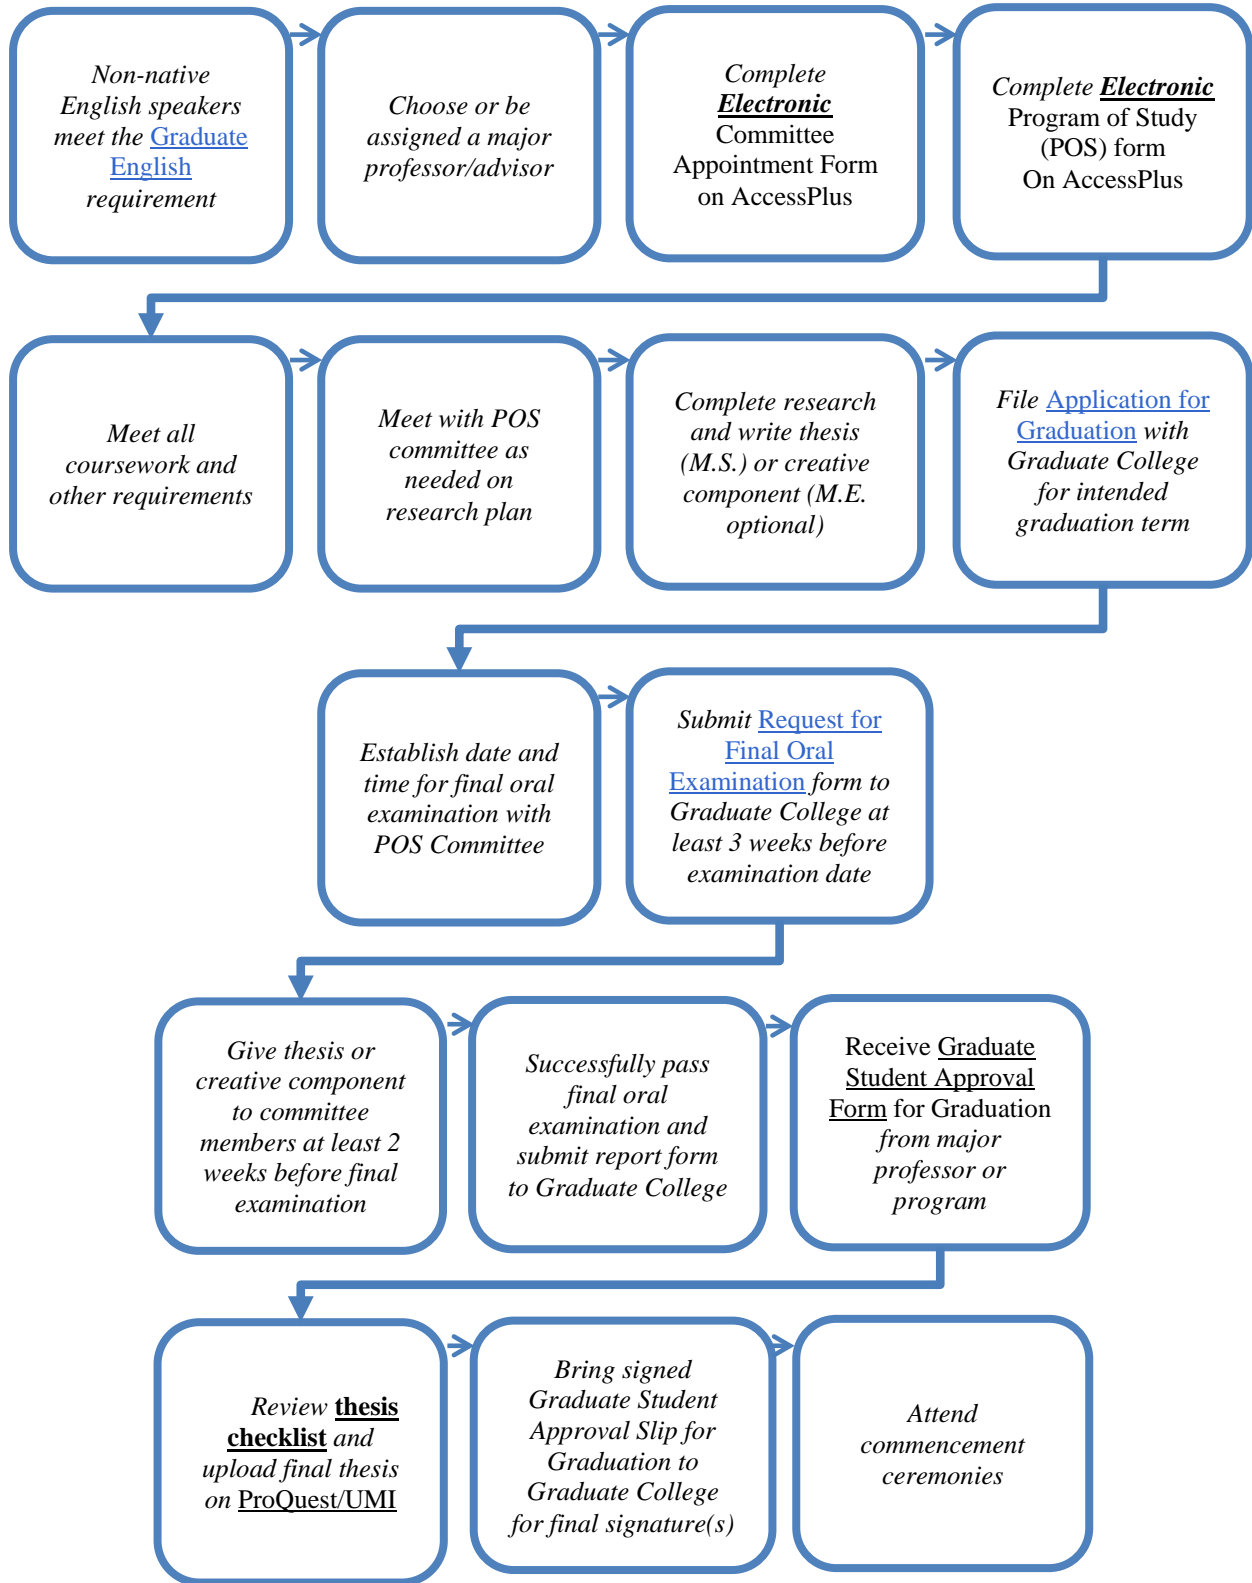 Non-native
English speakers
meet the Graduate
English
requirement
Choose or be
assigned a major
professor/advisor
Complete
Electronic
Committee
Appointment Form
on AccessPlus
Complete Electronic
Program of Study
(POS) form
On AccessPlus
Meet all
coursework and
other requirements
Meet with POS
committee as
needed on
research plan
Complete research
and write thesis
(M.S.) or creative
component (M.E.
optional)
File Application for
Graduation with
Graduate College
for intended
graduation term
Establish date and
time for final oral
examination with
POS Committee
Submit Request for
Final Oral
Examination form to
Graduate College at
least 3 weeks before
examination date
Give thesis or
creative component
to committee
members at least 2
weeks before final
examination
Successfully pass
final oral
examination and
submit report form
to Graduate College
Receive Graduate
Student Approval
Form for Graduation
from major
professor or
program
Review thesis
checklist and
upload final thesis
on ProQuest/UMI
Bring signed
Graduate Student
Approval Slip for
Graduation to
Graduate College
for final signature(s)
Attend
commencement
ceremonies